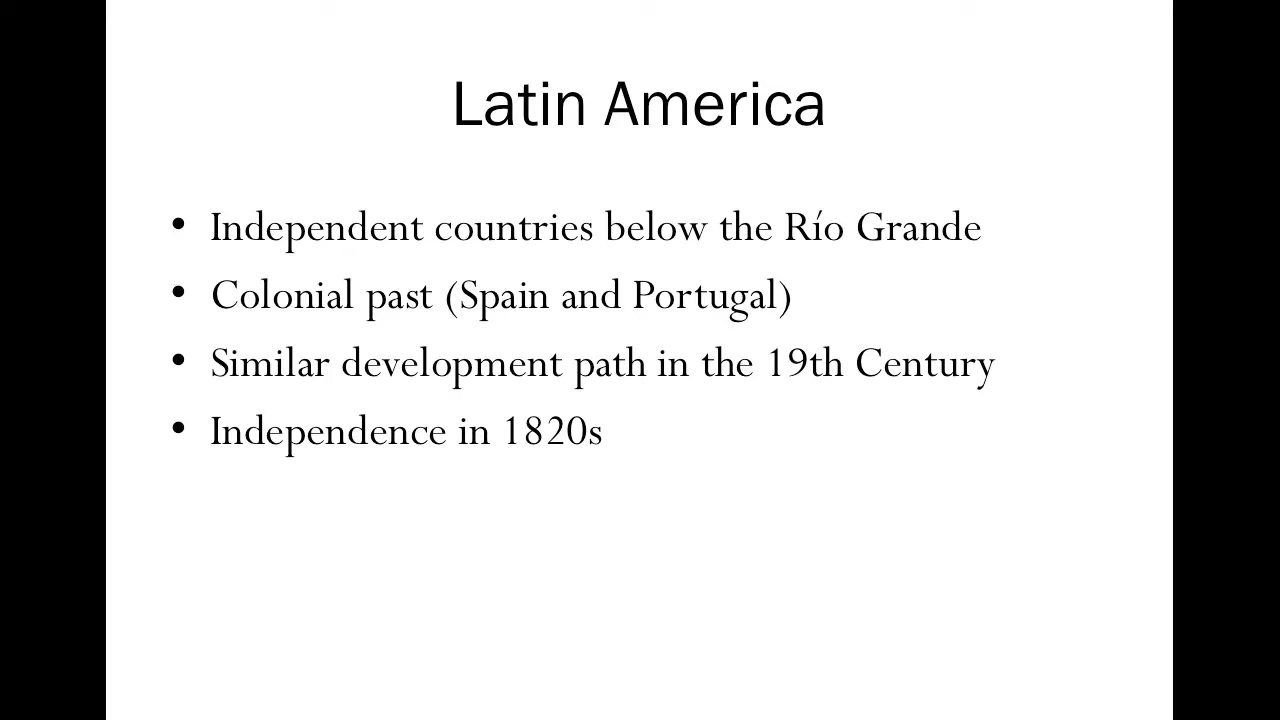 Latin America
• Independent countries below the Río Grande
• Colonial past (Spain and Portugal)
• Similar development path in the 19th Century
• Independence in 1820s